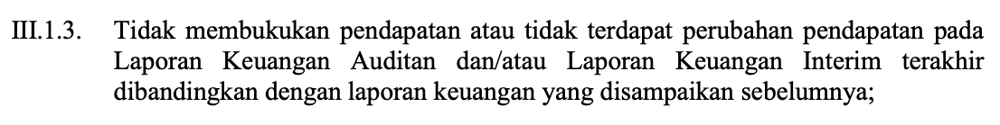 III.1.3. Tidak membukukan pendapatan atau tidak terdapat perubahan pendapatan pada
Laporan Keuangan Auditan dan/atau Laporan Keuangan Interim terakhir
dibandingkan dengan laporan keuangan yang disampaikan sebelumnya;